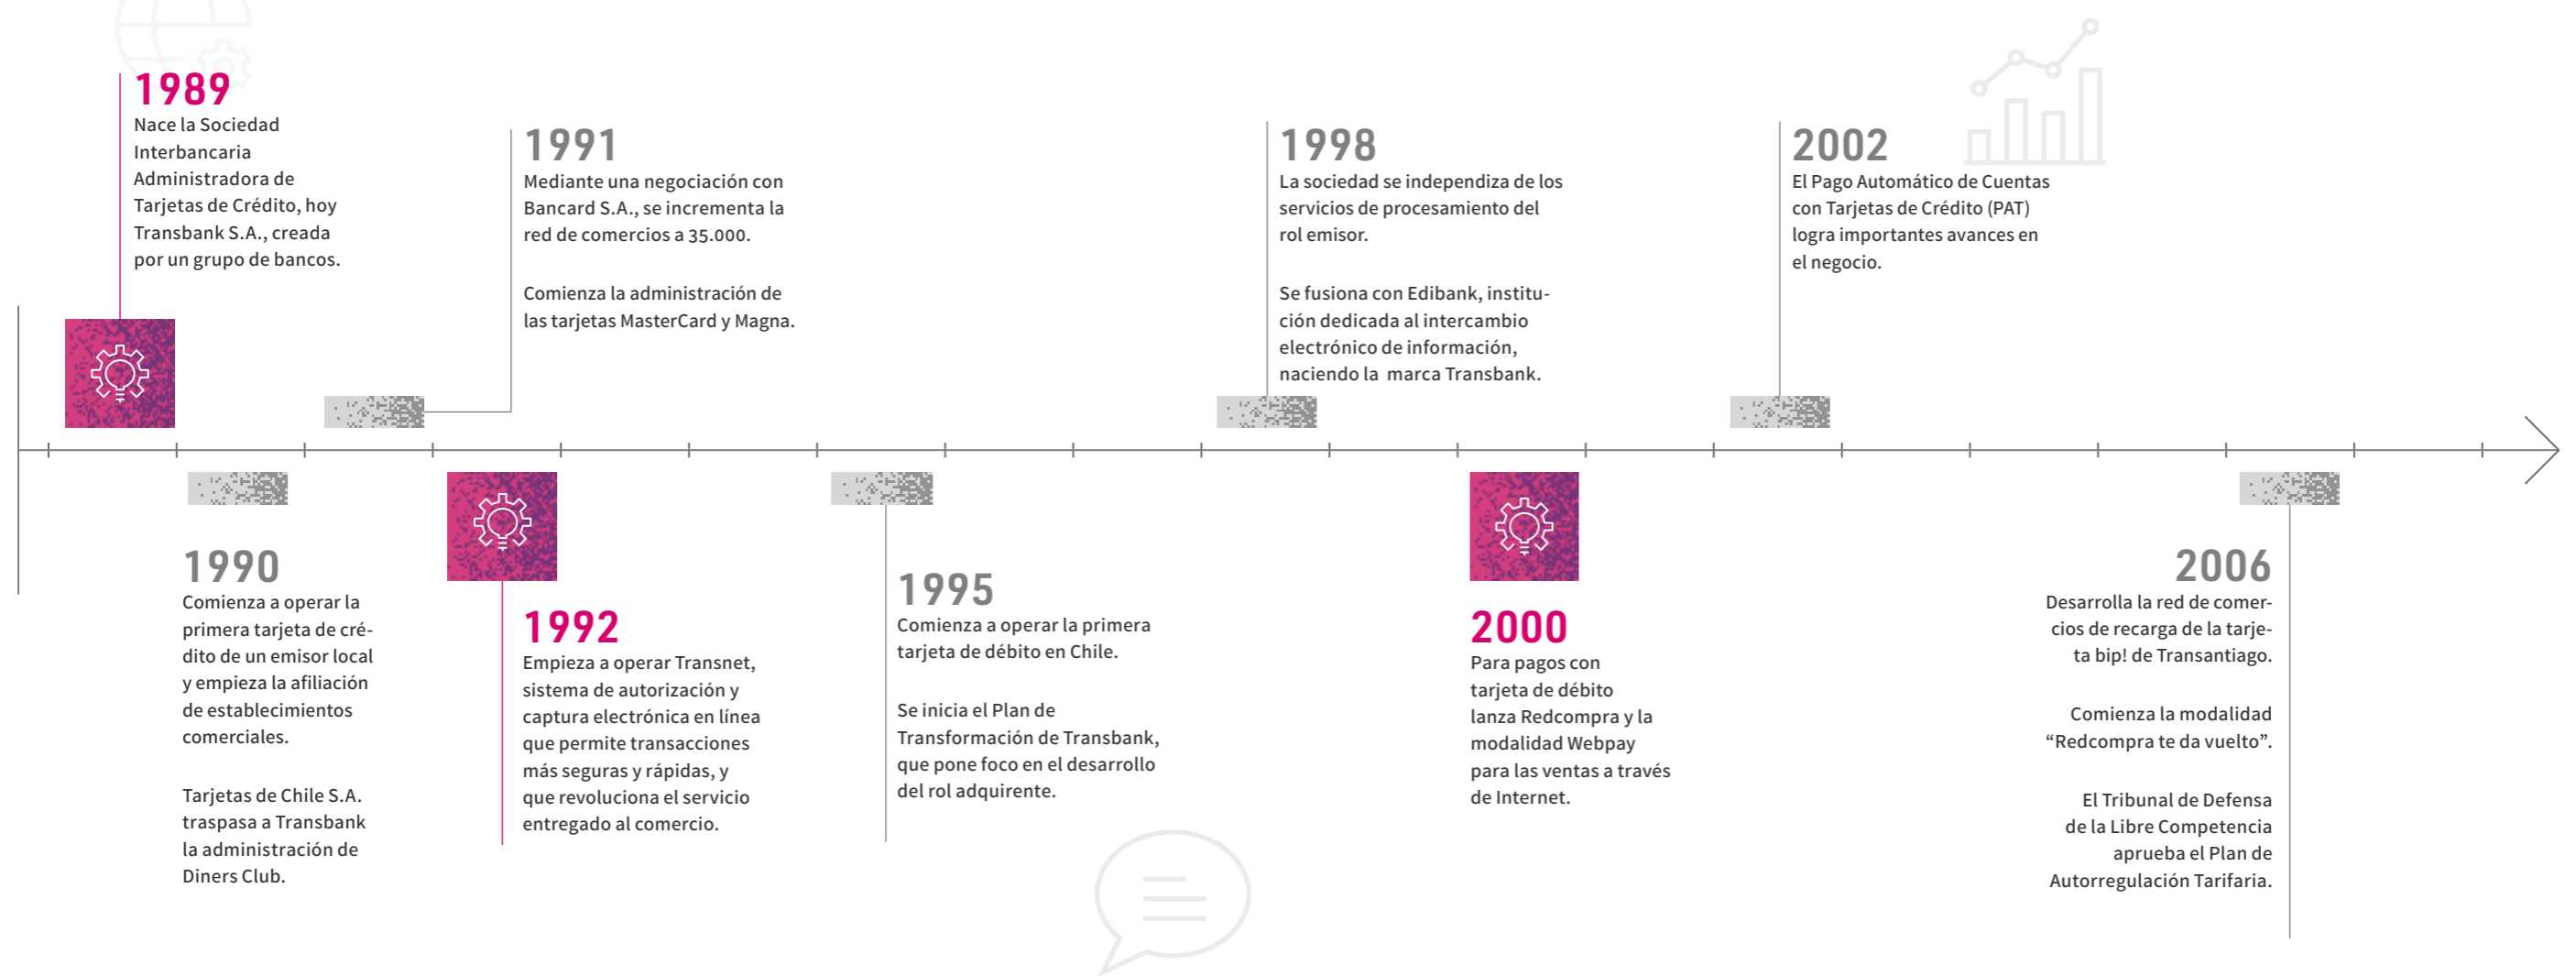 1989
Nace la Sociedad
Interbancaria
Administradora de
Tarjetas de Crédito, hoy
Transbank S.A., creada
por un grupo de bancos.
1990
Comienza a operar la
primera tarjeta de cré-
dito de un emisor local
y empieza la afiliación
de establecimientos
comerciales.
Tarjetas de Chile S.A.
traspasa a Transbank
la administración de
Diners Club.
1991
Mediante una negociación con
Bancard S.A., se incrementa la
red de comercios a 35.000.
Comienza la administración de
las tarjetas MasterCard y Magna.
1992
Empieza a operar Transnet,
sistema de autorización y
captura electrónica en línea
que permite transacciones
más seguras y rápidas, y
que revoluciona el servicio
entregado al comercio.
1995
Comienza a operar la primera
tarjeta de débito en Chile.
Se inicia el Plan de
Transformación de Transbank,
que pone foco en el desarrollo
del rol adquirente.
1998
La sociedad se independiza de los
servicios de procesamiento del
rol emisor.
Se fusiona con Edibank, institu-
ción dedicada al intercambio
electrónico de información,
naciendo la marca Transbank.
2000
Para pagos con
tarjeta de débito
lanza Redcompra y la
modalidad Webpay
para las ventas a través
de Internet.
2002
El Pago Automático de Cuentas
con Tarjetas de Crédito (PAT)
logra importantes avances en
el negocio.
2006
Desarrolla la red de comer-
cios de recarga de la tarje-
ta bip! de Transantiago.
Comienza la modalidad
“Redcompra te da vuelto”.
El Tribunal de Defensa
de la Libre Competencia
aprueba el Plan de
Autorregulación Tarifaria.